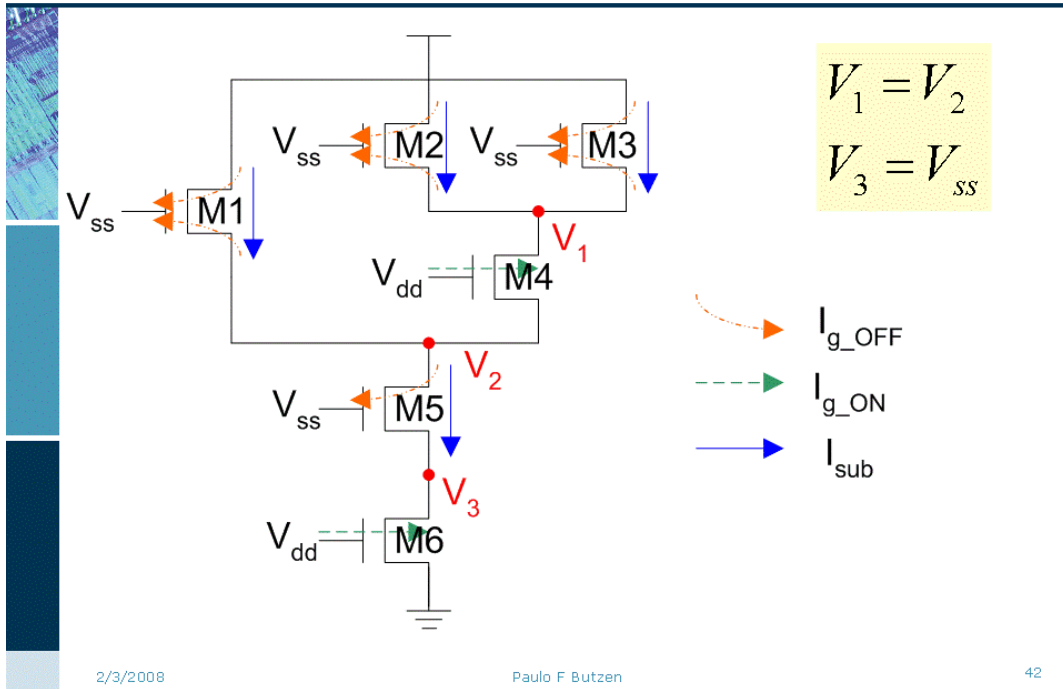 V1 = V2
V3 = Vss
Vss M2
Vss M3
Vss M1
V1
Vdd M4
Ig_OFF
V2
Ig_ON
Vss M5
Isub
V3
Vdd M6
2/3/2008
Paulo F Butzen
42